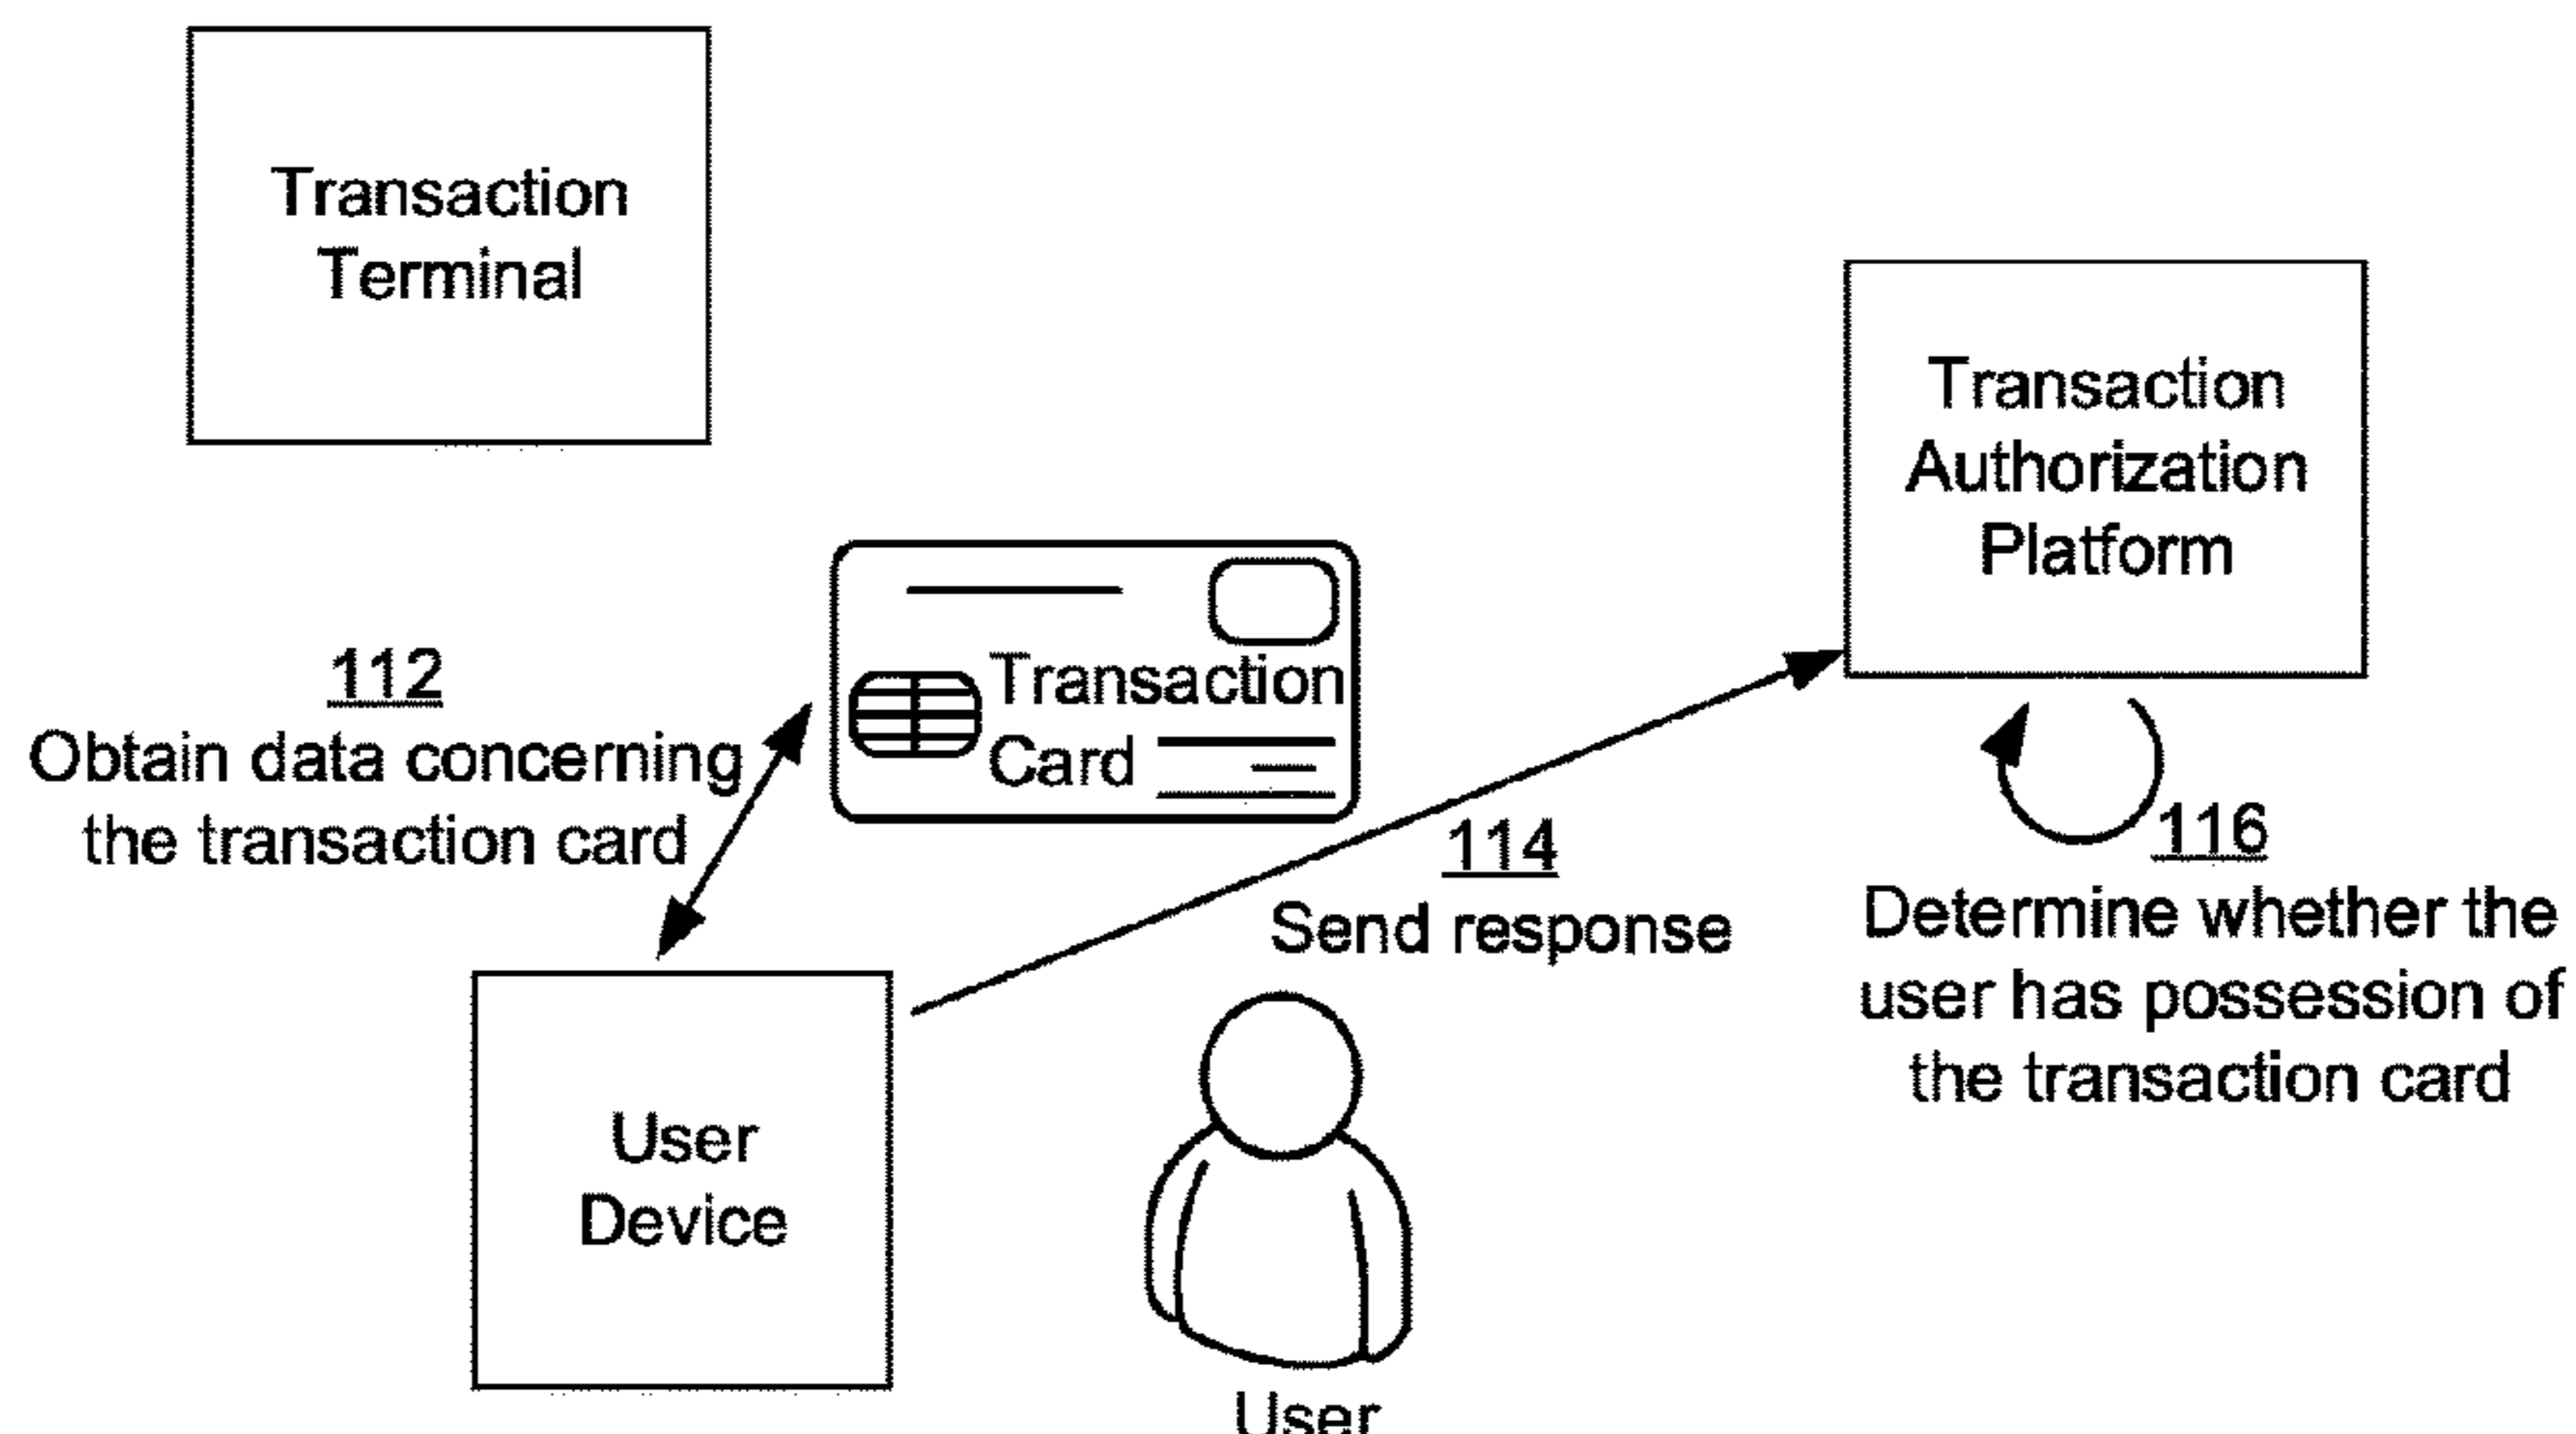 Transaction
Terminal
Transaction
Authorization
Platform
112
Obtain data concerning
the transaction card
Transaction
Card
114
Send response
116
Determine whether the
user has possession of
the transaction card
User
Device
User